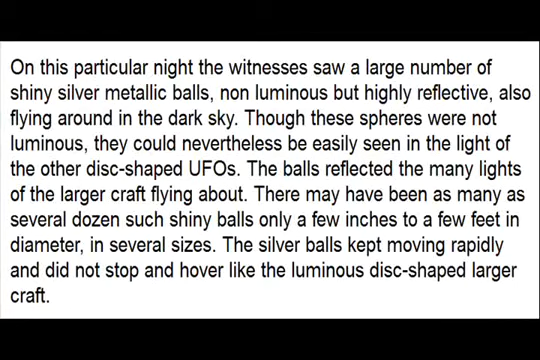 On this particular night the witnesses saw a large number of
shiny silver metallic balls, non luminous but highly reflective, also
flying around in the dark sky. Though these spheres were not
luminous, they could nevertheless be easily seen in the light of
the other disc-shaped UFOs. The balls reflected the many lights
of the larger craft flying about. There may have been as many as
several dozen such shiny balls only a few inches to a few feet in
diameter, in several sizes. The silver balls kept moving rapidly
and did not stop and hover like the luminous disc-shaped larger
craft.